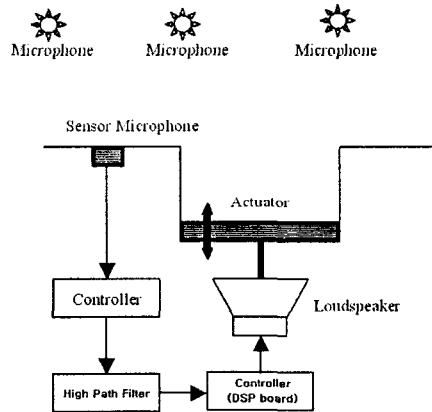 Microphone Microphone Microphone
Sensor Microphone
Actuator
Controller
Loudspeaker
High Path Filter
Controller
(DSP board)